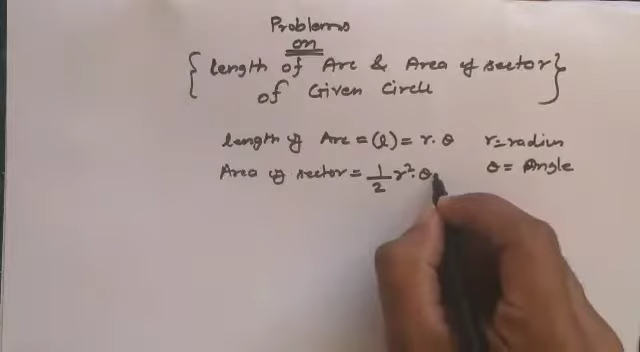 Problems
on
{ length of Arc & Area of sector }
of Given Circle
length of Arc = (l) = r. θ r = radius
Area of sector = 1/2 r². θ θ = Angle